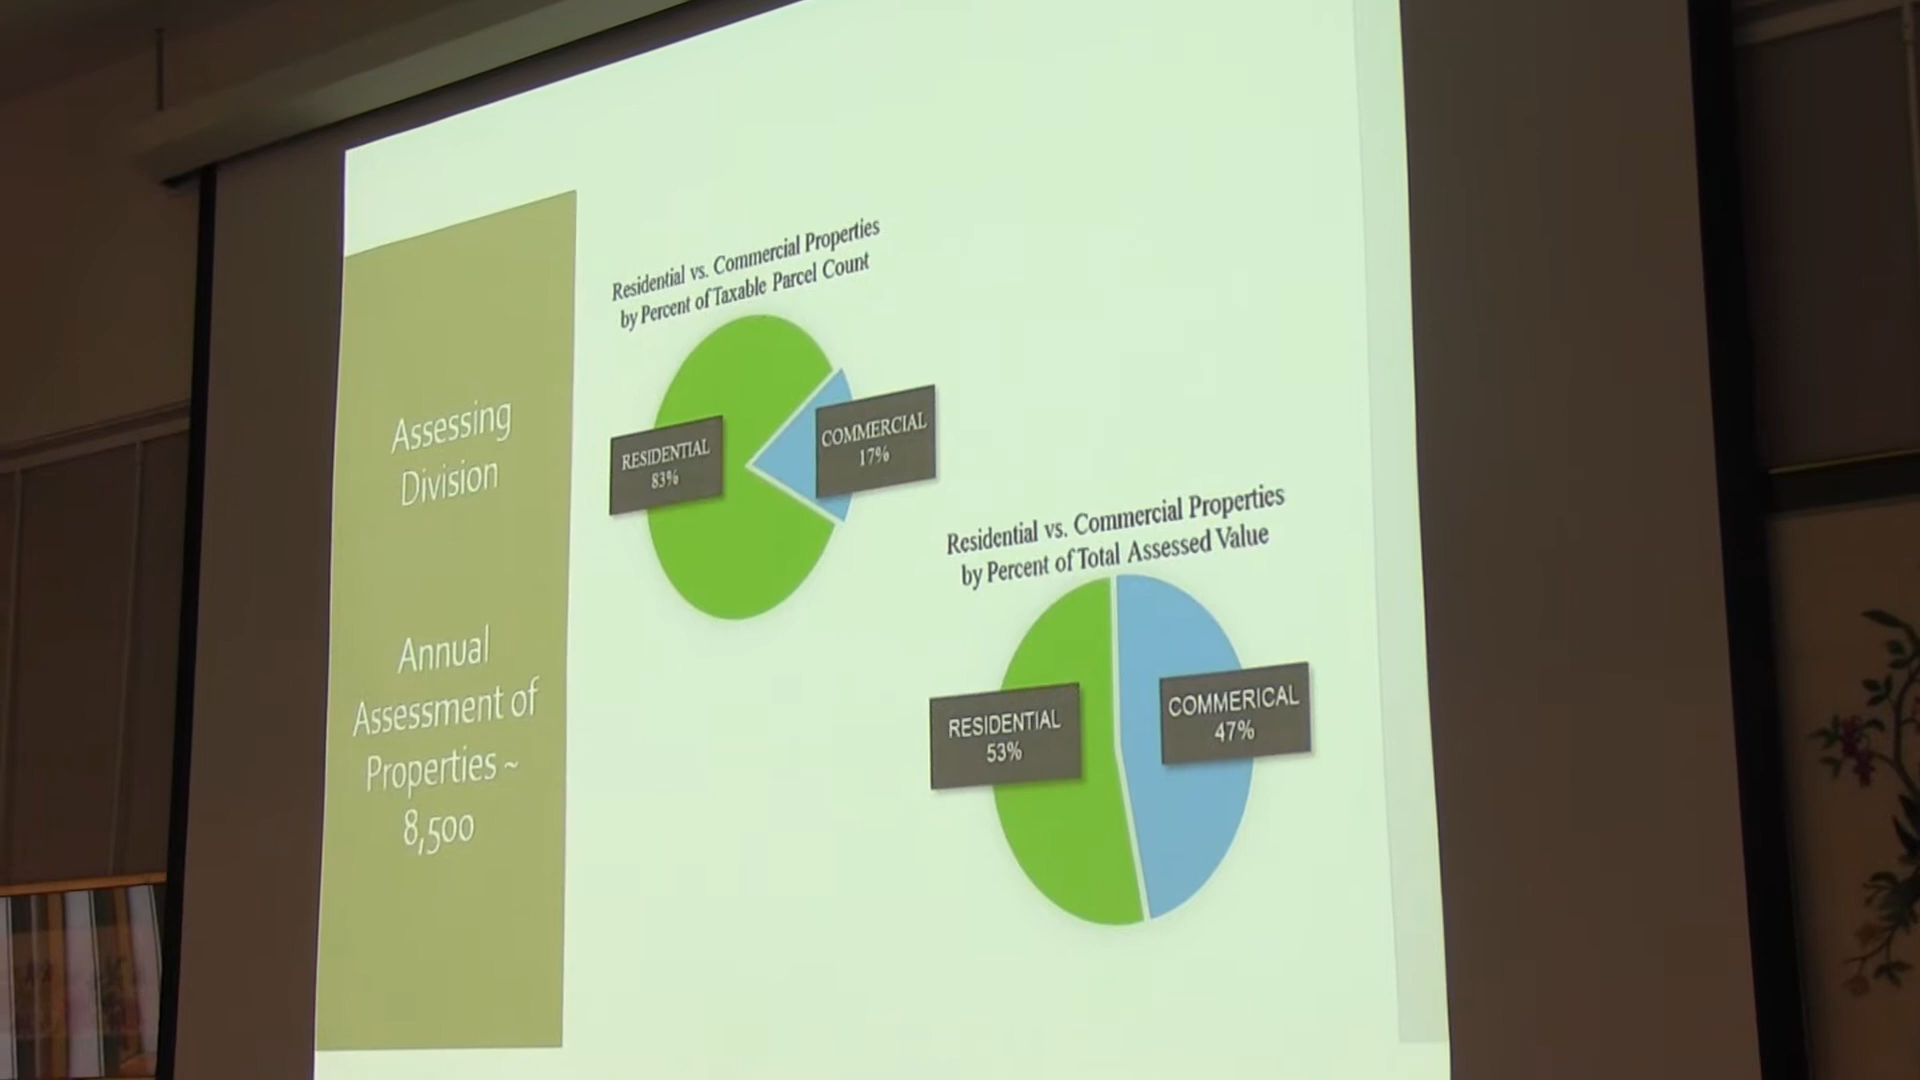 Assessing
Division
Annual
Assessment of
Properties ~
8,500
Residential vs. Commercial Properties
by Percent of Taxable Parcel Count
RESIDENTIAL
83%
COMMERCIAL
17%
Residential vs. Commercial Properties
by Percent of Total Assessed Value
RESIDENTIAL
53%
COMMERICAL
47%